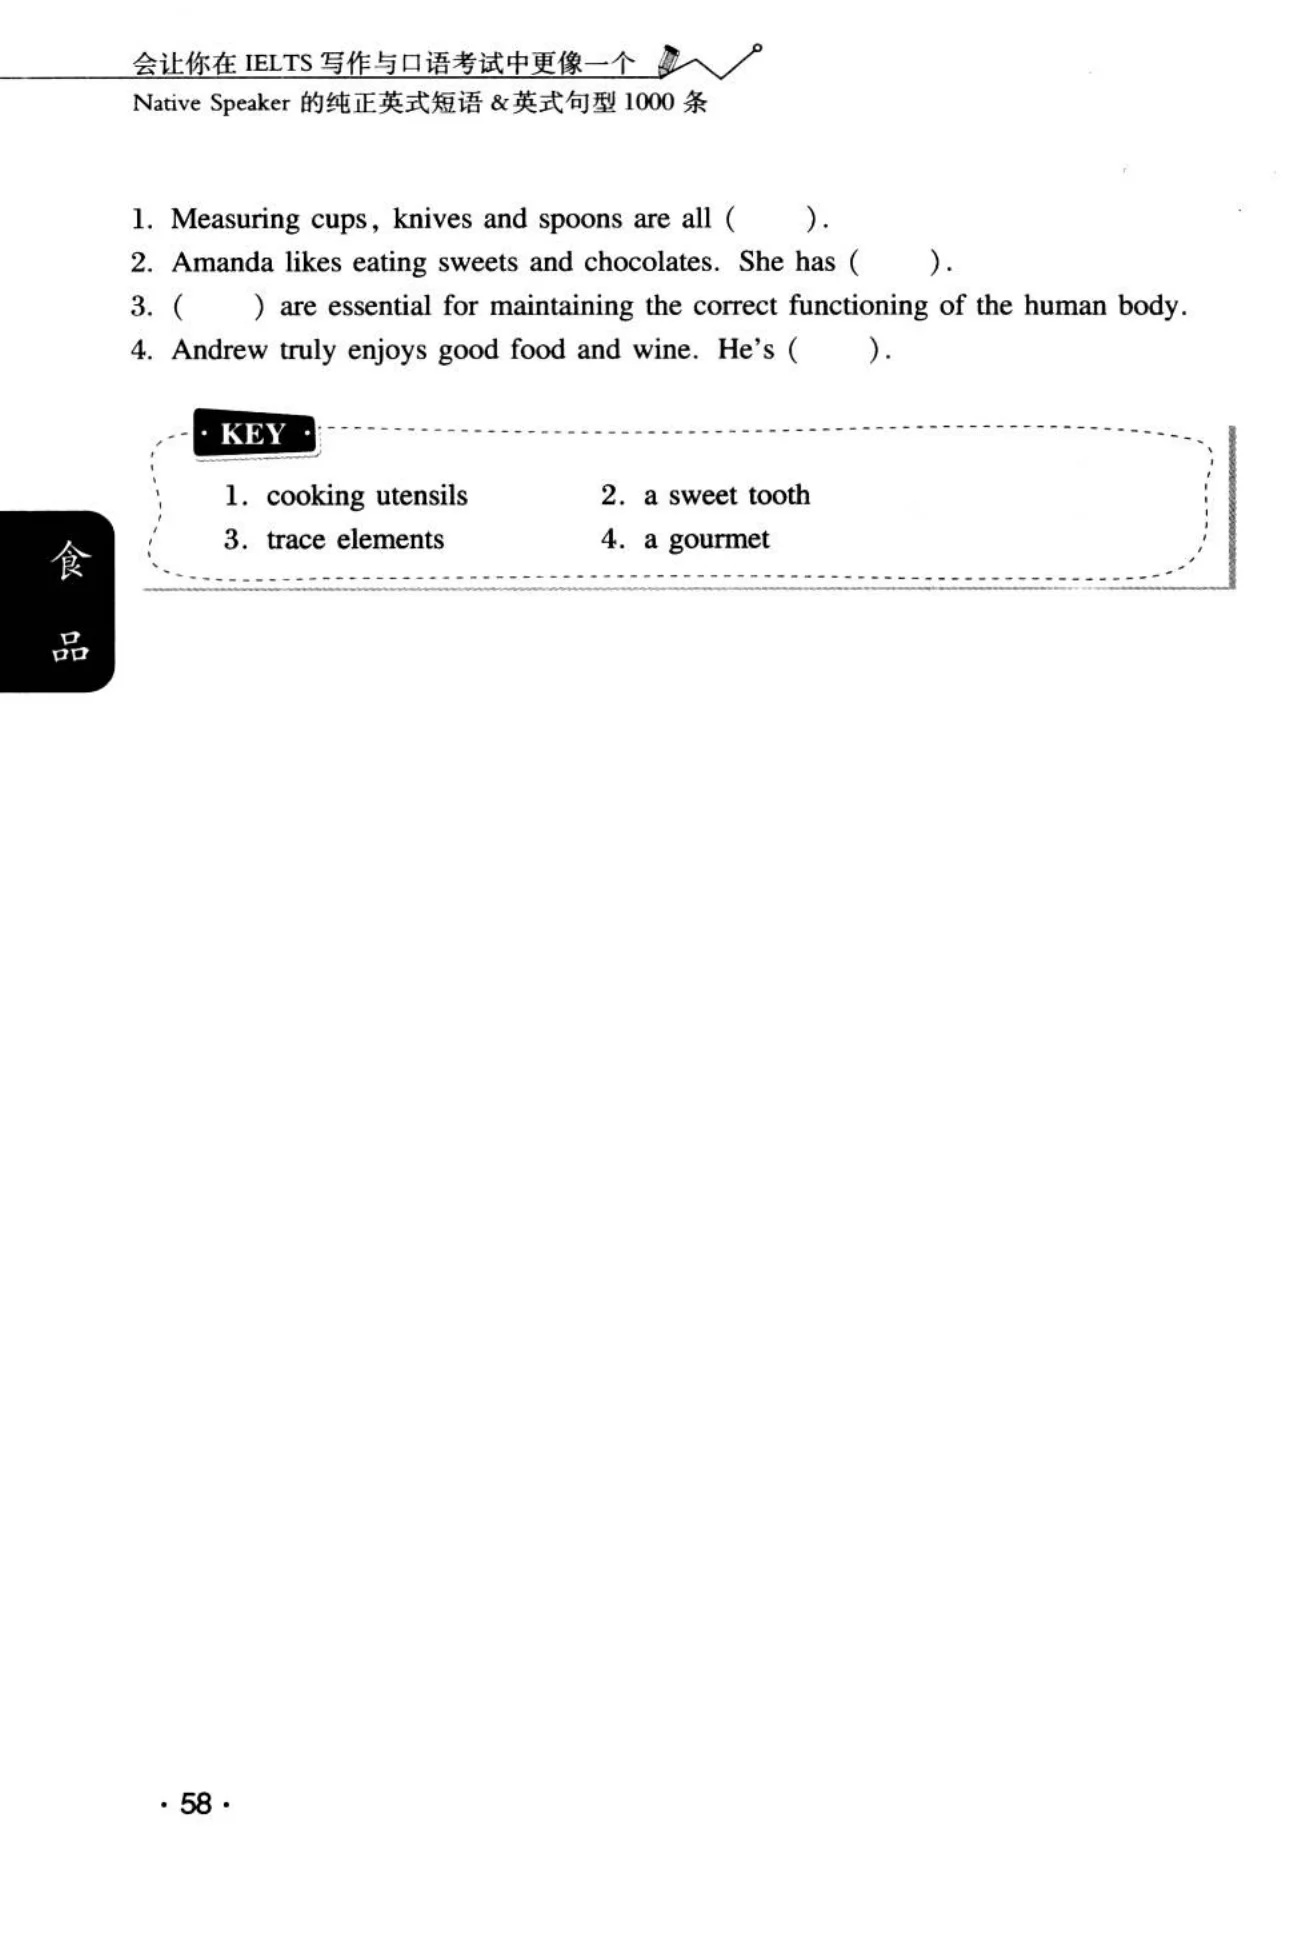 会让你在 IELTS 写作与口语考试中更像一个
Native Speaker 的纯正英式短语 &英式句型 1000 条
1. Measuring cups, knives and spoons are all (  ).
2. Amanda likes eating sweets and chocolates. She has (  ).
3. (  ) are essential for maintaining the correct functioning of the human body.
4. Andrew truly enjoys good food and wine. He's (  ).
· KEY ·
1. cooking utensils 2. a sweet tooth
3. trace elements 4. a gourmet
食
品
· 58 ·